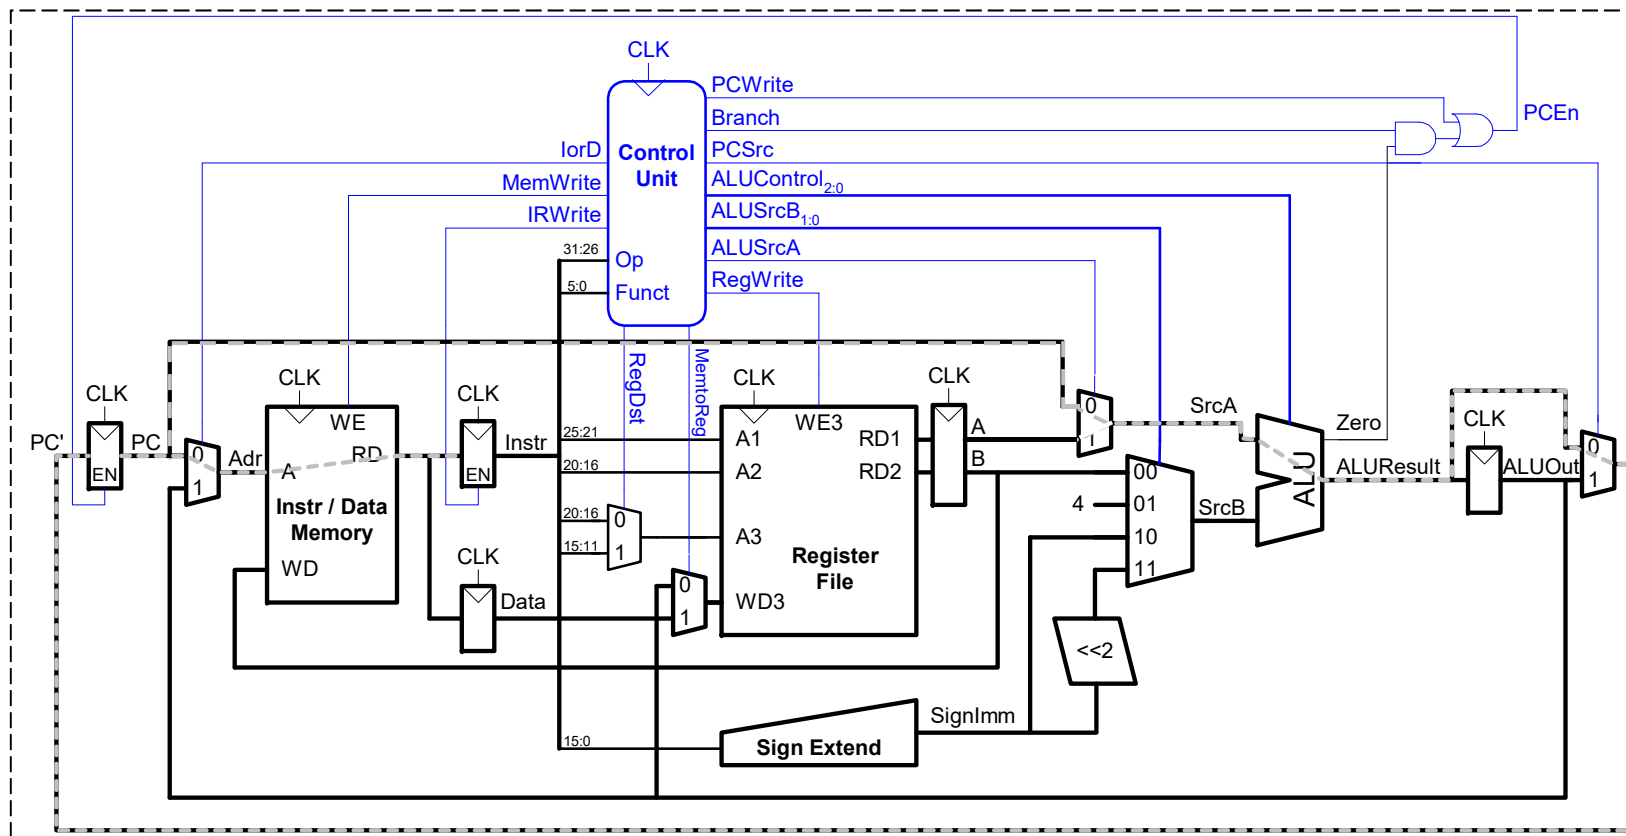 CLK
PCWrite
Branch
PCEn
IorD
Control
Unit
PCSrc
MemWrite
ALUControl2:0
IRWrite
ALUSrcB1:0
31:26
Op
ALUSrcA
5:0
Funct
RegWrite
RegDst
MemtoReg
CLK
CLK
CLK
CLK
CLK
PC'
EN
PC
0
1
Adr
WE
A
RD
Instr / Data
Memory
WD
EN
Instr
25:21
20:16
20:16
15:11
0
1
CLK
Data
0
1
A1
A2
A3
WD3
WE3
RD1
RD2
Register
File
A
B
0
1
SrcA
00
4
01
10
11
SrcB
<<2
ALU
Zero
ALUResult
CLK
ALUOut
0
1
15:0
Sign Extend
SignImm